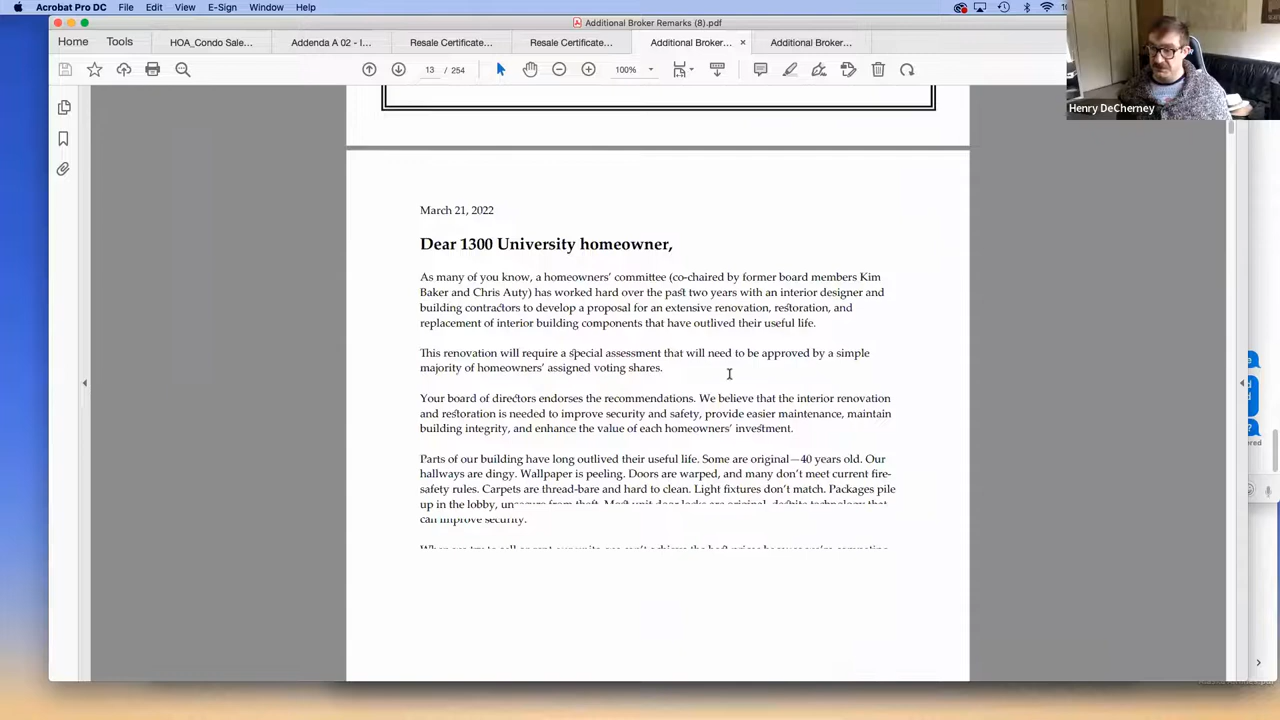 Acrobat Pro DC File Edit View E-Sign Window Help
Additional Broker Remarks (8).pdf
Home Tools HOA_Condo Sale... Addenda A 02 - I... Resale Certificate... Resale Certificate... Additional Broker... × Additional Broker...
13 / 254 100%
Henry DeCherney
March 21, 2022
Dear 1300 University homeowner,
As many of you know, a homeowners' committee (co-chaired by former board members Kim
Baker and Chris Auty) has worked hard over the past two years with an interior designer and
building contractors to develop a proposal for an extensive renovation, restoration, and
replacement of interior building components that have outlived their useful life.
This renovation will require a special assessment that will need to be approved by a simple
majority of homeowners' assigned voting shares.
Your board of directors endorses the recommendations. We believe that the interior renovation
and restoration is needed to improve security and safety, provide easier maintenance, maintain
building integrity, and enhance the value of each homeowners' investment.
Parts of our building have long outlived their useful life. Some are original—40 years old. Our
hallways are dingy. Wallpaper is peeling. Doors are warped, and many don't meet current fire-
safety rules. Carpets are thread-bare and hard to clean. Light fixtures don't match. Packages pile
up in the lobby, unsecure from theft. Most unit door locks are original, despite technology that
can improve security.